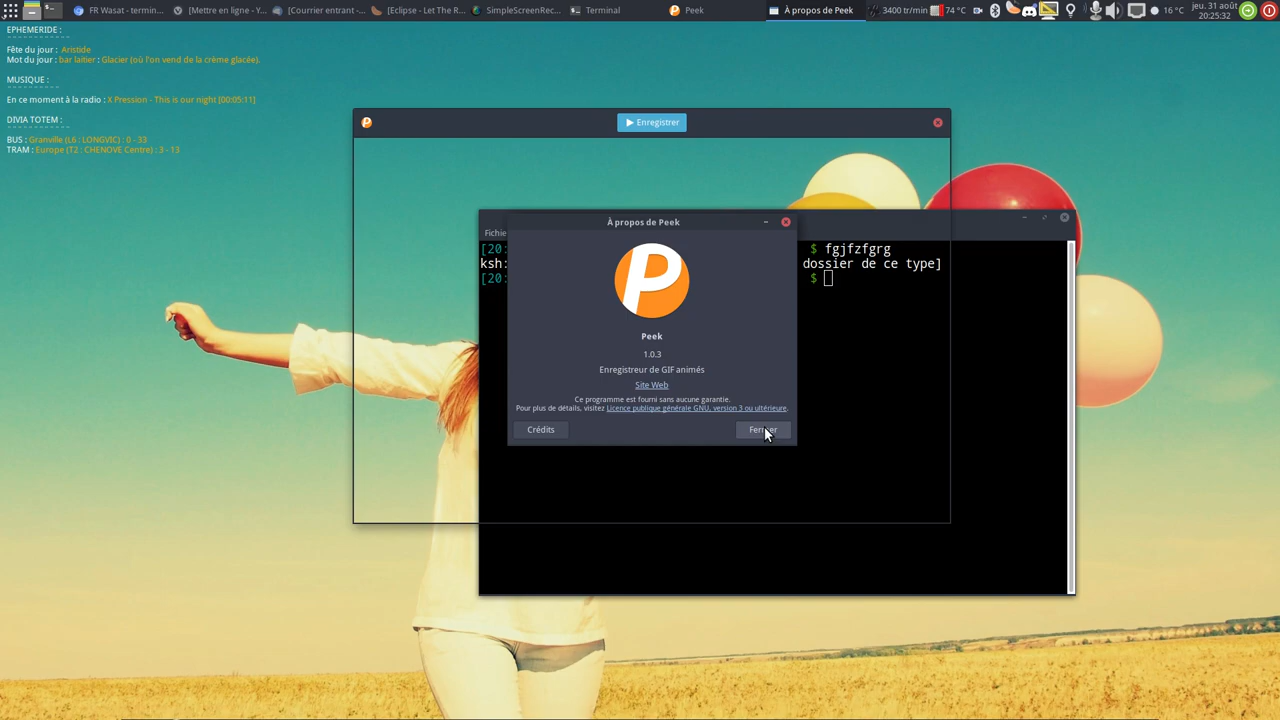 FR Wasat - termin...
[Mettre en ligne - Y...
[Courrier entrant -...
[Eclipse - Let The R...
SimpleScreenRec...
Terminal
Peek
À propos de Peek
3400 tr/min
74 °C
16 °C
jeu. 31 août
20:25:32
EPHEMERIDE :
Fête du jour : Aristide
Mot du jour : bar laitier : Glacier (où l'on vend de la crème glacée).
MUSIQUE :
En ce moment à la radio : X Pression - This is our night [00:05:11]
DIVIA TOTEM :
BUS : Granville (L6 : LONGVIC) : 0 - 33
TRAM : Europe (T2 : CHENOVE Centre) : 3 - 13
Enregistrer
À propos de Peek
Fichie
[20: $ fgjfzfgrg
ksh: dossier de ce type]
[20: $
P
Peek
1.0.3
Enregistreur de GIF animés
Site Web
Ce programme est fourni sans aucune garantie.
Pour plus de détails, visitez Licence publique générale GNU, version 3 ou ultérieure.
Crédits
Fermer